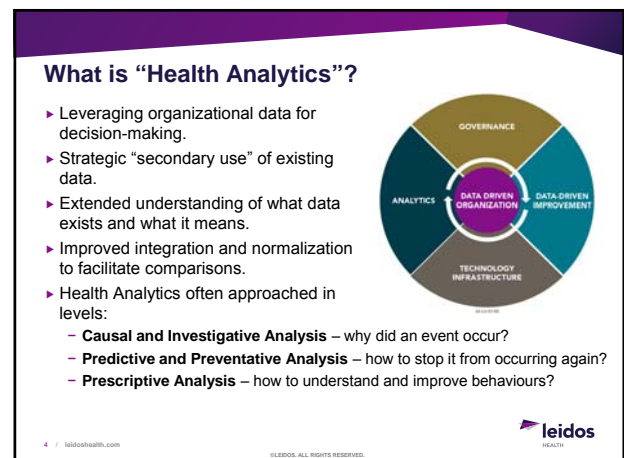 What is “Health Analytics”?
▸ Leveraging organizational data for
decision-making.
▸ Strategic “secondary use” of existing
data.
▸ Extended understanding of what data
exists and what it means.
▸ Improved integration and normalization
to facilitate comparisons.
▸ Health Analytics often approached in
levels:
− Causal and Investigative Analysis – why did an event occur?
− Predictive and Preventative Analysis – how to stop it from occurring again?
− Prescriptive Analysis – how to understand and improve behaviours?
GOVERNANCE
ANALYTICS
DATA DRIVEN
ORGANIZATION
DATA-DRIVEN
IMPROVEMENT
TECHNOLOGY
INFRASTRUCTURE
4 / leidoshealth.com
©LEIDOS. ALL RIGHTS RESERVED.
leidos
HEALTH